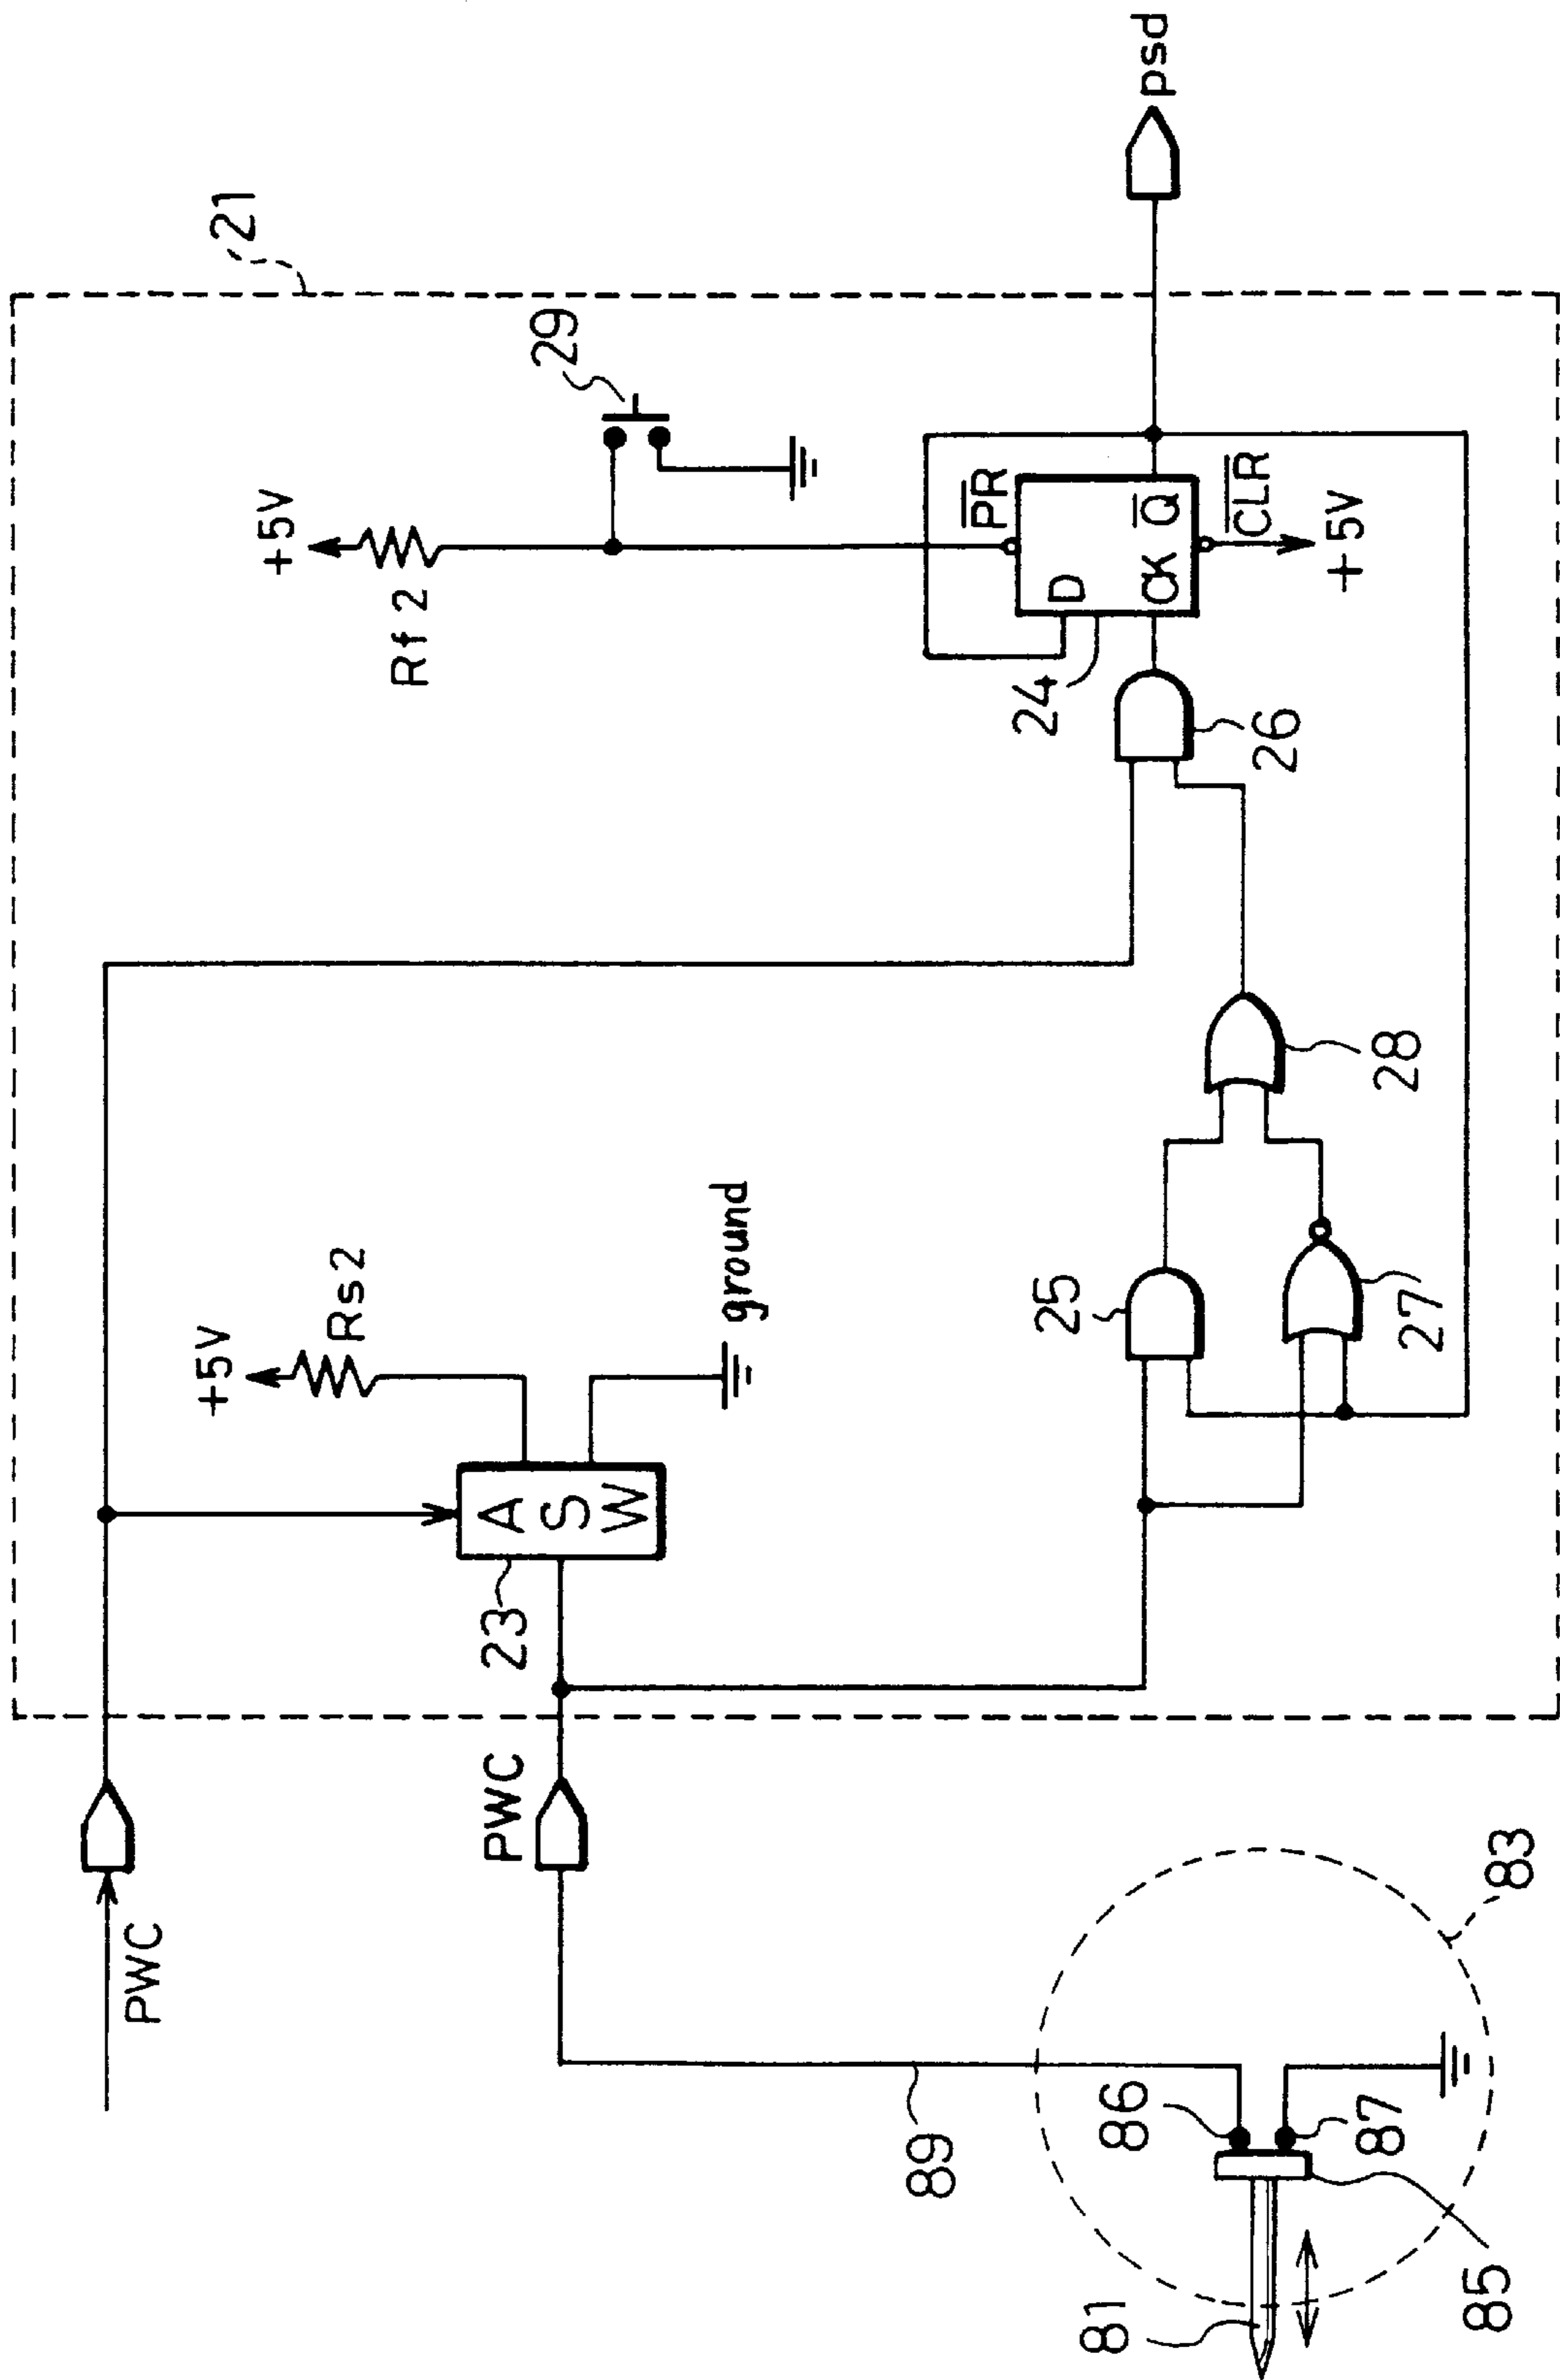 PWC
PWC
21
+5V
Rs2
23
A
S
W
ground
+5V
Rf2
29
24
D
CK
PR
Q
CLR
+5V
25
26
27
28
psd
81
83
85
86
87
89